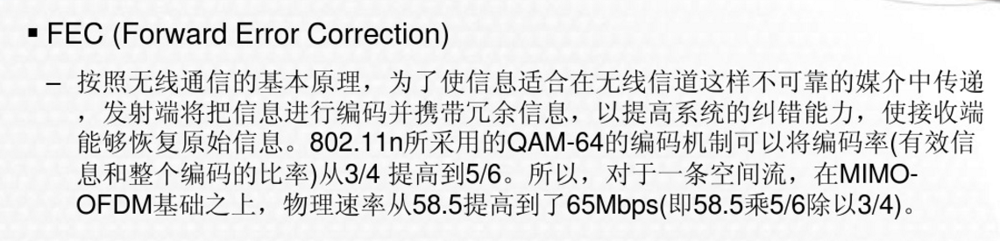 ▪ FEC (Forward Error Correction)
– 按照无线通信的基本原理，为了使信息适合在无线信道这样不可靠的媒介中传递
，发射端将把信息进行编码并携带冗余信息，以提高系统的纠错能力，使接收端
能够恢复原始信息。802.11n所采用的QAM-64的编码机制可以将编码率(有效信
息和整个编码的比率)从3/4 提高到5/6。所以，对于一条空间流，在MIMO-
OFDM基础之上，物理速率从58.5提高到了65Mbps(即58.5乘5/6除以3/4)。